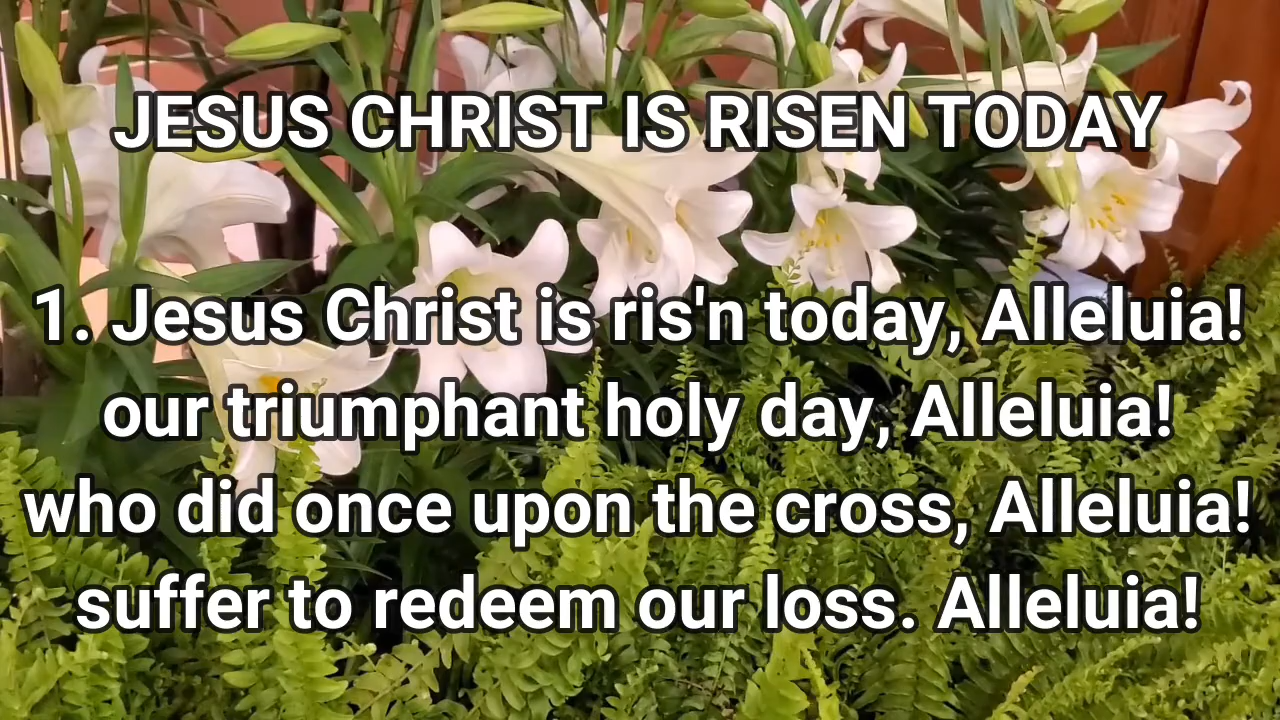 JESUS CHRIST IS RISEN TODAY
1. Jesus Christ is ris'n today, Alleluia!
our triumphant holy day, Alleluia!
who did once upon the cross, Alleluia!
suffer to redeem our loss. Alleluia!